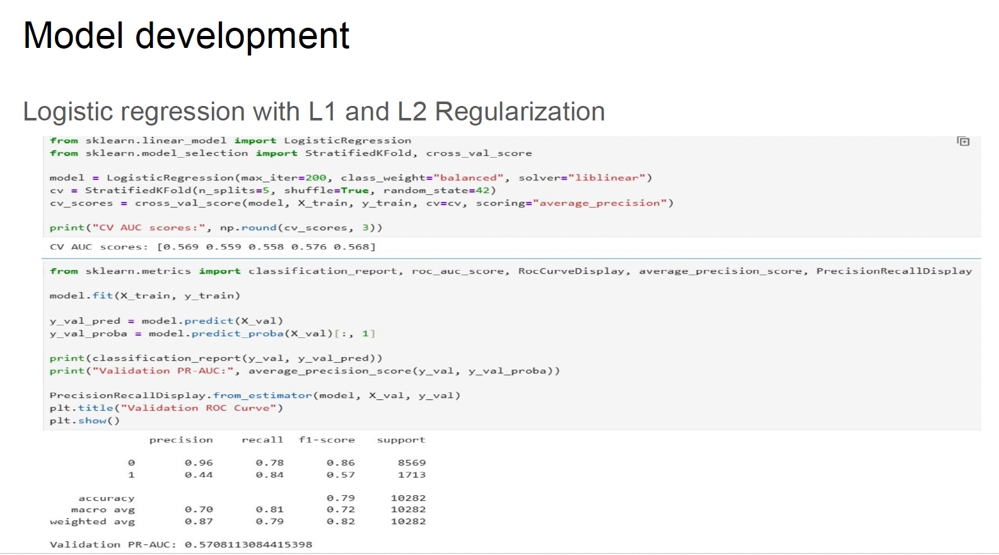 Model development
Logistic regression with L1 and L2 Regularization
from sklearn.linear_model import LogisticRegression
from sklearn.model_selection import StratifiedKFold, cross_val_score
model = LogisticRegression(max_iter=200, class_weight="balanced", solver="liblinear")
cv = StratifiedKFold(n_splits=5, shuffle=True, random_state=42)
cv_scores = cross_val_score(model, X_train, y_train, cv=cv, scoring="average_precision")
print("CV AUC scores:", np.round(cv_scores, 3))
CV AUC scores: [0.569 0.559 0.558 0.576 0.568]
from sklearn.metrics import classification_report, roc_auc_score, RocCurveDisplay, average_precision_score, PrecisionRecallDisplay
model.fit(X_train, y_train)
y_val_pred = model.predict(X_val)
y_val_proba = model.predict_proba(X_val)[:, 1]
print(classification_report(y_val, y_val_pred))
print("Validation PR-AUC:", average_precision_score(y_val, y_val_proba))
PrecisionRecallDisplay.from_estimator(model, X_val, y_val)
plt.title("Validation ROC Curve")
plt.show()
precision recall f1-score support
0 0.96 0.78 0.86 8569
1 0.44 0.84 0.57 1713
accuracy 0.79 10282
macro avg 0.70 0.81 0.72 10282
weighted avg 0.87 0.79 0.82 10282
Validation PR-AUC: 0.5708113084415398